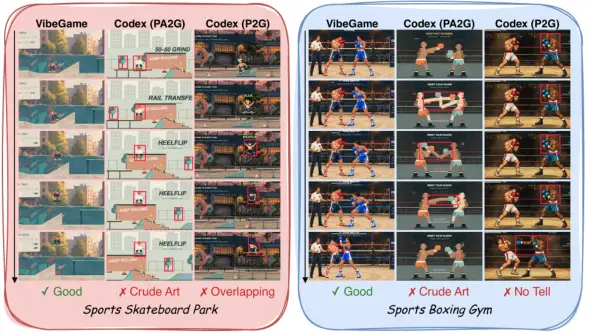 VibeGame Codex (PA2G) Codex (P2G)
50-50 GRIND
RAIL TRANSFE
HEELFLIP
HEELFLIP
HEELFLIP
✓ Good ✗ Crude Art ✗ Overlapping
Sports Skateboard Park
VibeGame Codex (PA2G) Codex (P2G)
✓ Good ✗ Crude Art ✗ No Tell
Sports Boxing Gym